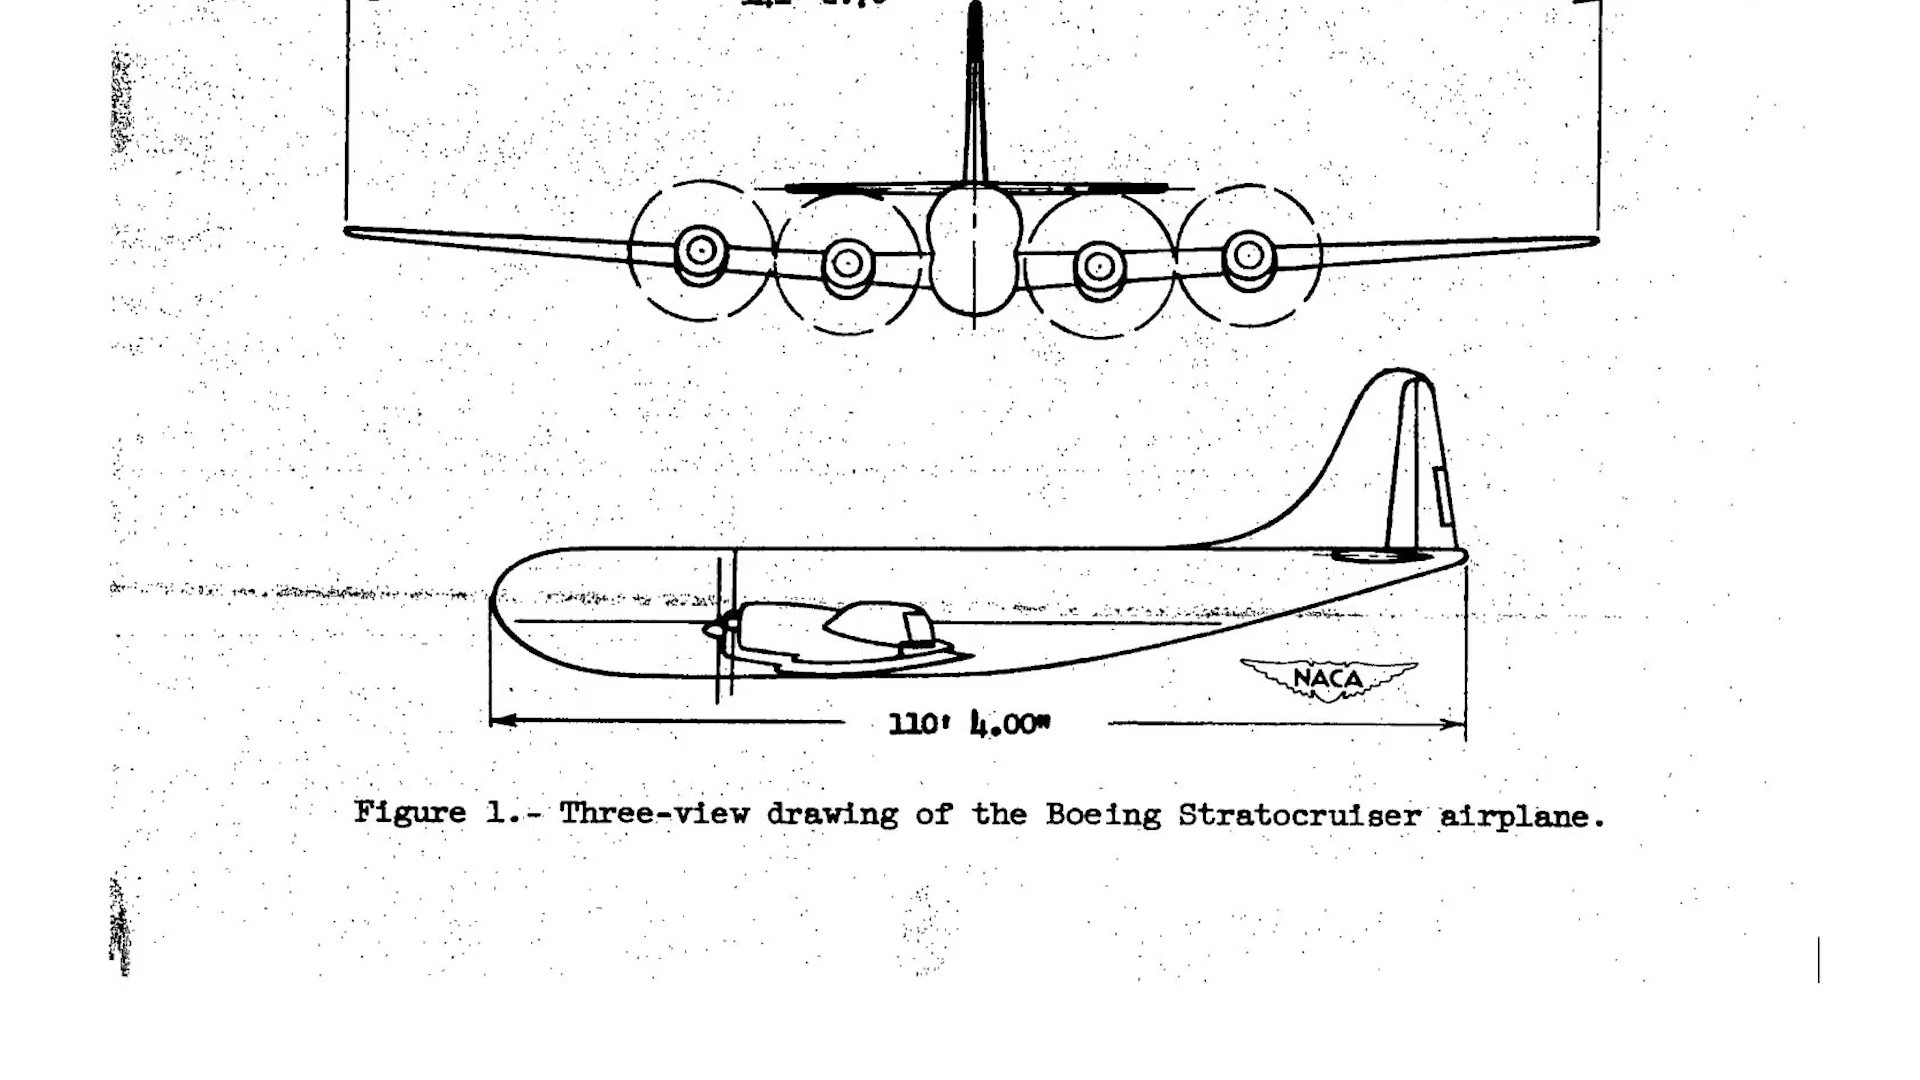 NACA
110' 4.00"
Figure 1.- Three-view drawing of the Boeing Stratocruiser airplane.